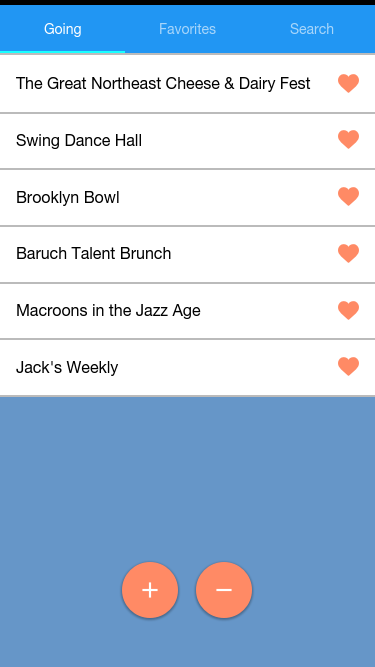 Going Favorites Search
The Great Northeast Cheese & Dairy Fest
Swing Dance Hall
Brooklyn Bowl
Baruch Talent Brunch
Macroons in the Jazz Age
Jack's Weekly
+ −